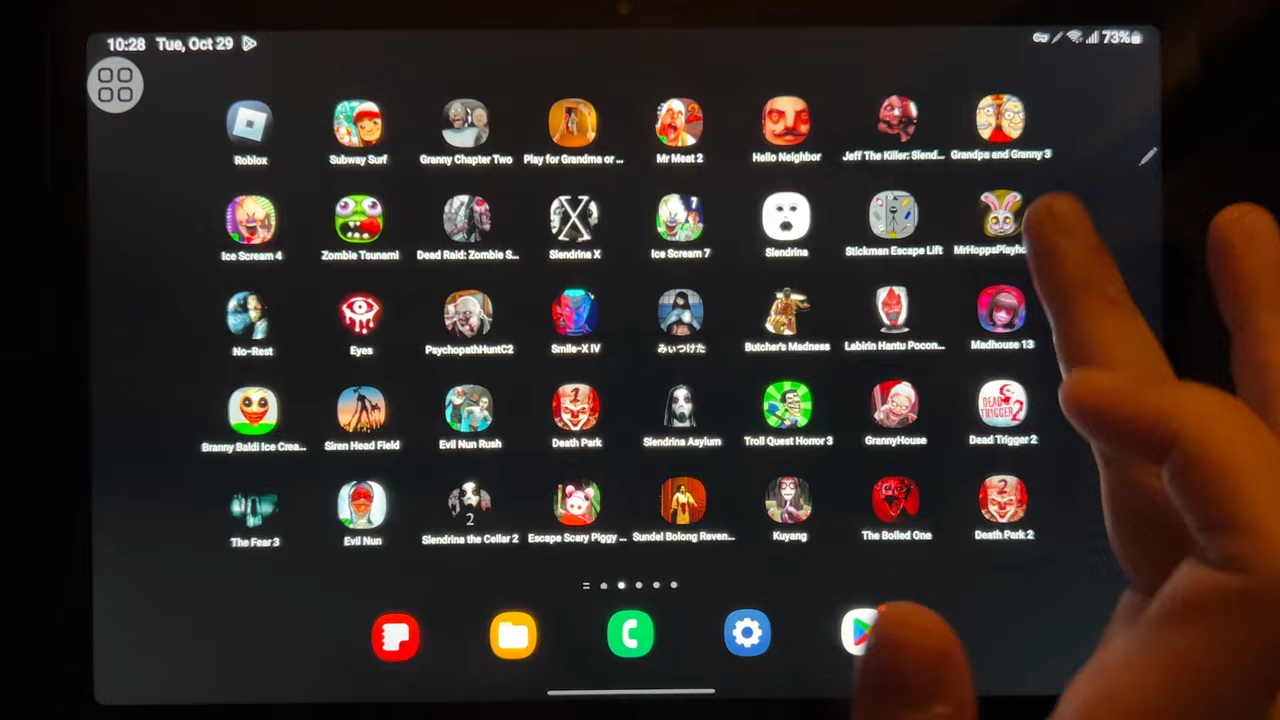 10:28 Tue, Oct 29 73%
Roblox Subway Surf Granny Chapter Two Play for Grandma or ... Mr Meat 2 Hello Neighbor Jeff The Killer: Slend... Grandpa and Granny 3
Ice Scream 4 Zombie Tsunami Dead Raid: Zombie S... Slendrina X Ice Scream 7 Slendrina Stickman Escape Lift MrHoppsPlayho
No-Rest Eyes PsychopathHuntC2 Smile-X IV みぃつけた Butcher's Madness Labirin Hantu Pocon... Madhouse 13
Branny Baldi Ice Crea... Siren Head Field Evil Nun Rush Death Park Slendrina Asylum Troll Quest Horror 3 GrannyHouse Dead Trigger 2
The Fear 3 Evil Nun Slendrina the Cellar 2 Escape Scary Piggy ... Sundel Bolong Reven... Kuyang The Boiled One Death Park 2